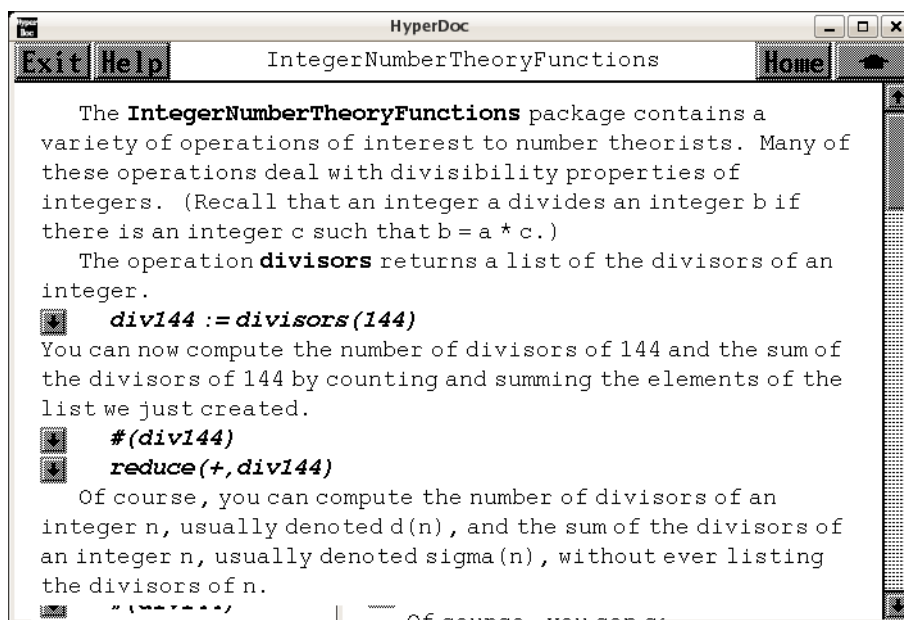 Hyper Doc
HyperDoc
Exit Help IntegerNumberTheoryFunctions Home
The IntegerNumberTheoryFunctions package contains a
variety of operations of interest to number theorists. Many of
these operations deal with divisibility properties of
integers. (Recall that an integer a divides an integer b if
there is an integer c such that b = a * c.)
The operation divisors returns a list of the divisors of an
integer.
div144 := divisors(144)
You can now compute the number of divisors of 144 and the sum of
the divisors of 144 by counting and summing the elements of the
list we just created.
#(div144)
reduce(+,div144)
Of course, you can compute the number of divisors of an
integer n, usually denoted d(n), and the sum of the divisors of
an integer n, usually denoted sigma(n), without ever listing
the divisors of n.
Of course, you can